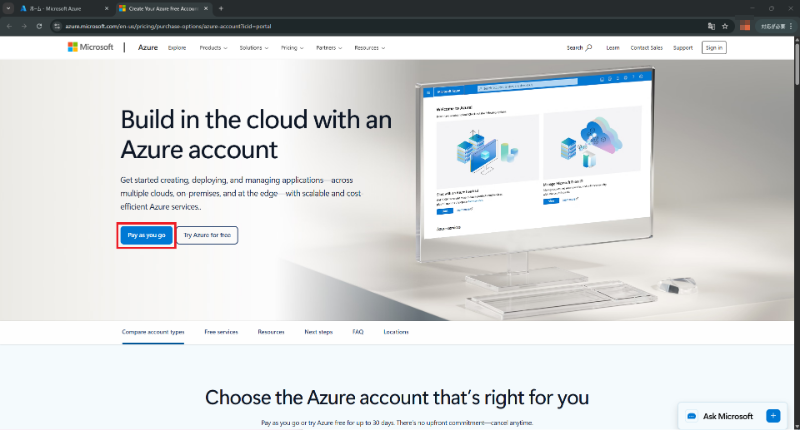 ホーム - Microsoft Azure
Create Your Azure Free Accoun
azure.microsoft.com/en-us/pricing/purchase-options/azure-account?icid=portal
Microsoft
Azure
Explore
Products
Solutions
Pricing
Partners
Resources
Search
Learn
Contact Sales
Support
Sign in
Build in the cloud with an
Azure account
Get started creating, deploying, and managing applications—across
multiple clouds, on-premises, and at the edge—with scalable and cost
efficient Azure services..
Pay as you go
Try Azure for free
Microsoft Azure
Welcome to Azure
Compare account types
Free services
Resources
Next steps
FAQ
Locations
Choose the Azure account that's right for you
Pay as you go or try Azure free for up to 30 days. There's no upfront commitment—cancel anytime.
Ask Microsoft